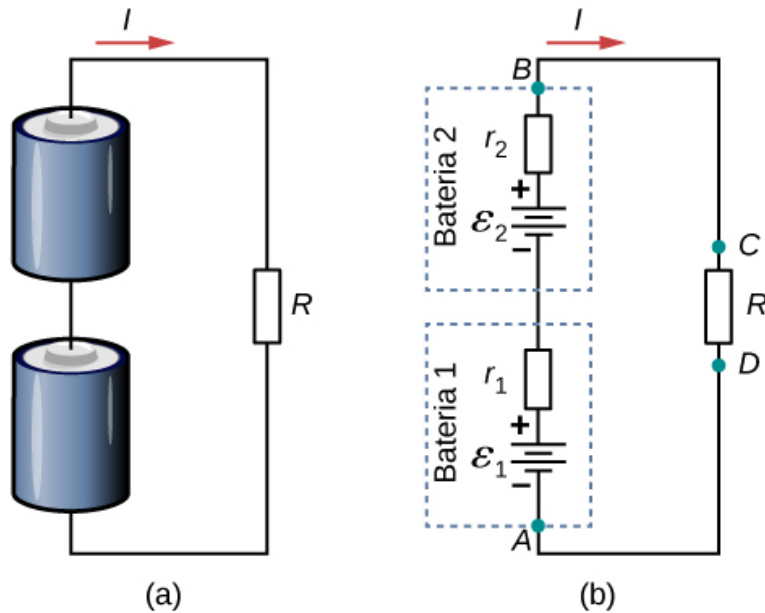 I
R
(a)
I
B
Bateria 2
r2
+
ε2
−
C
R
D
Bateria 1
r1
+
ε1
−
A
(b)